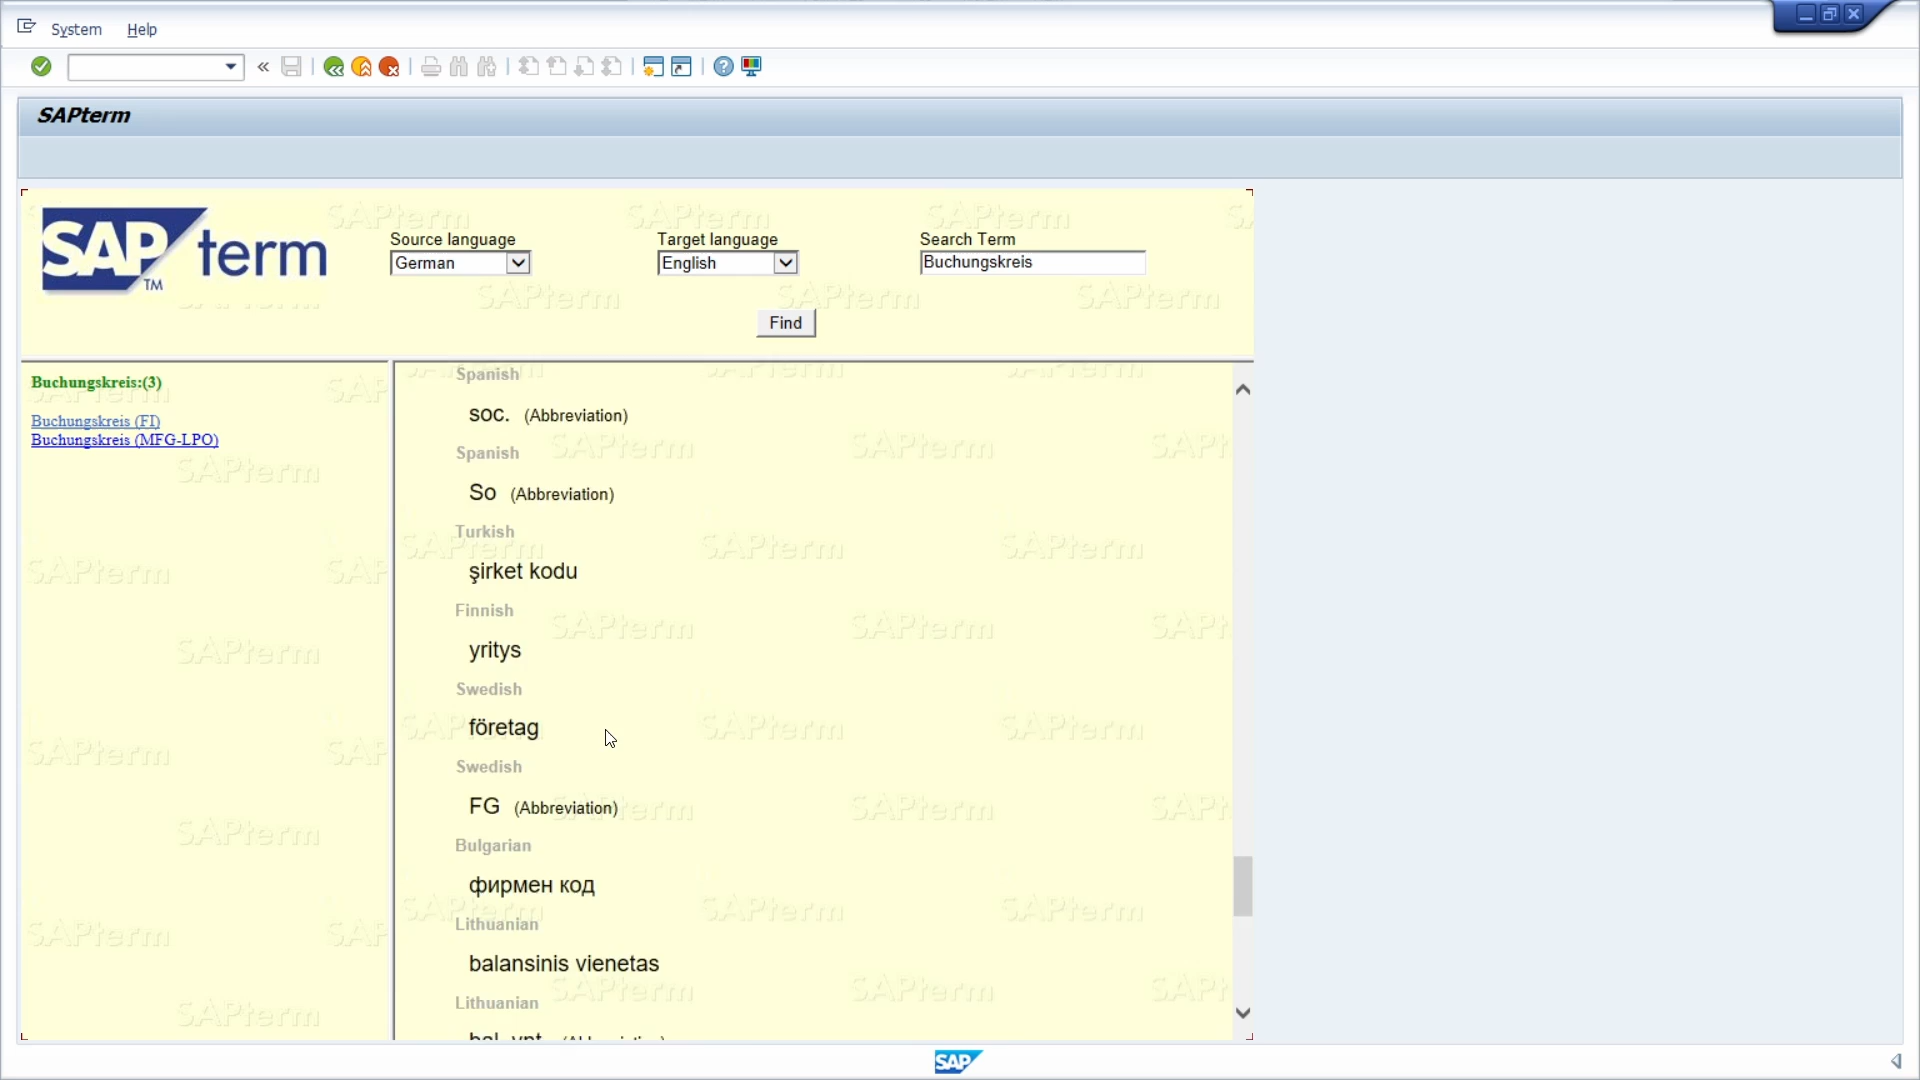 System Help
SAPterm
SAP term
TM
Source language
German
Target language
English
Search Term
Buchungskreis
Find
Buchungskreis:(3)
Buchungskreis (FI)
Buchungskreis (MFG-LPO)
Spanish
soc. (Abbreviation)
Spanish
So (Abbreviation)
Turkish
şirket kodu
Finnish
yritys
Swedish
företag
Swedish
FG (Abbreviation)
Bulgarian
фирмен код
Lithuanian
balansinis vienetas
Lithuanian
SAP